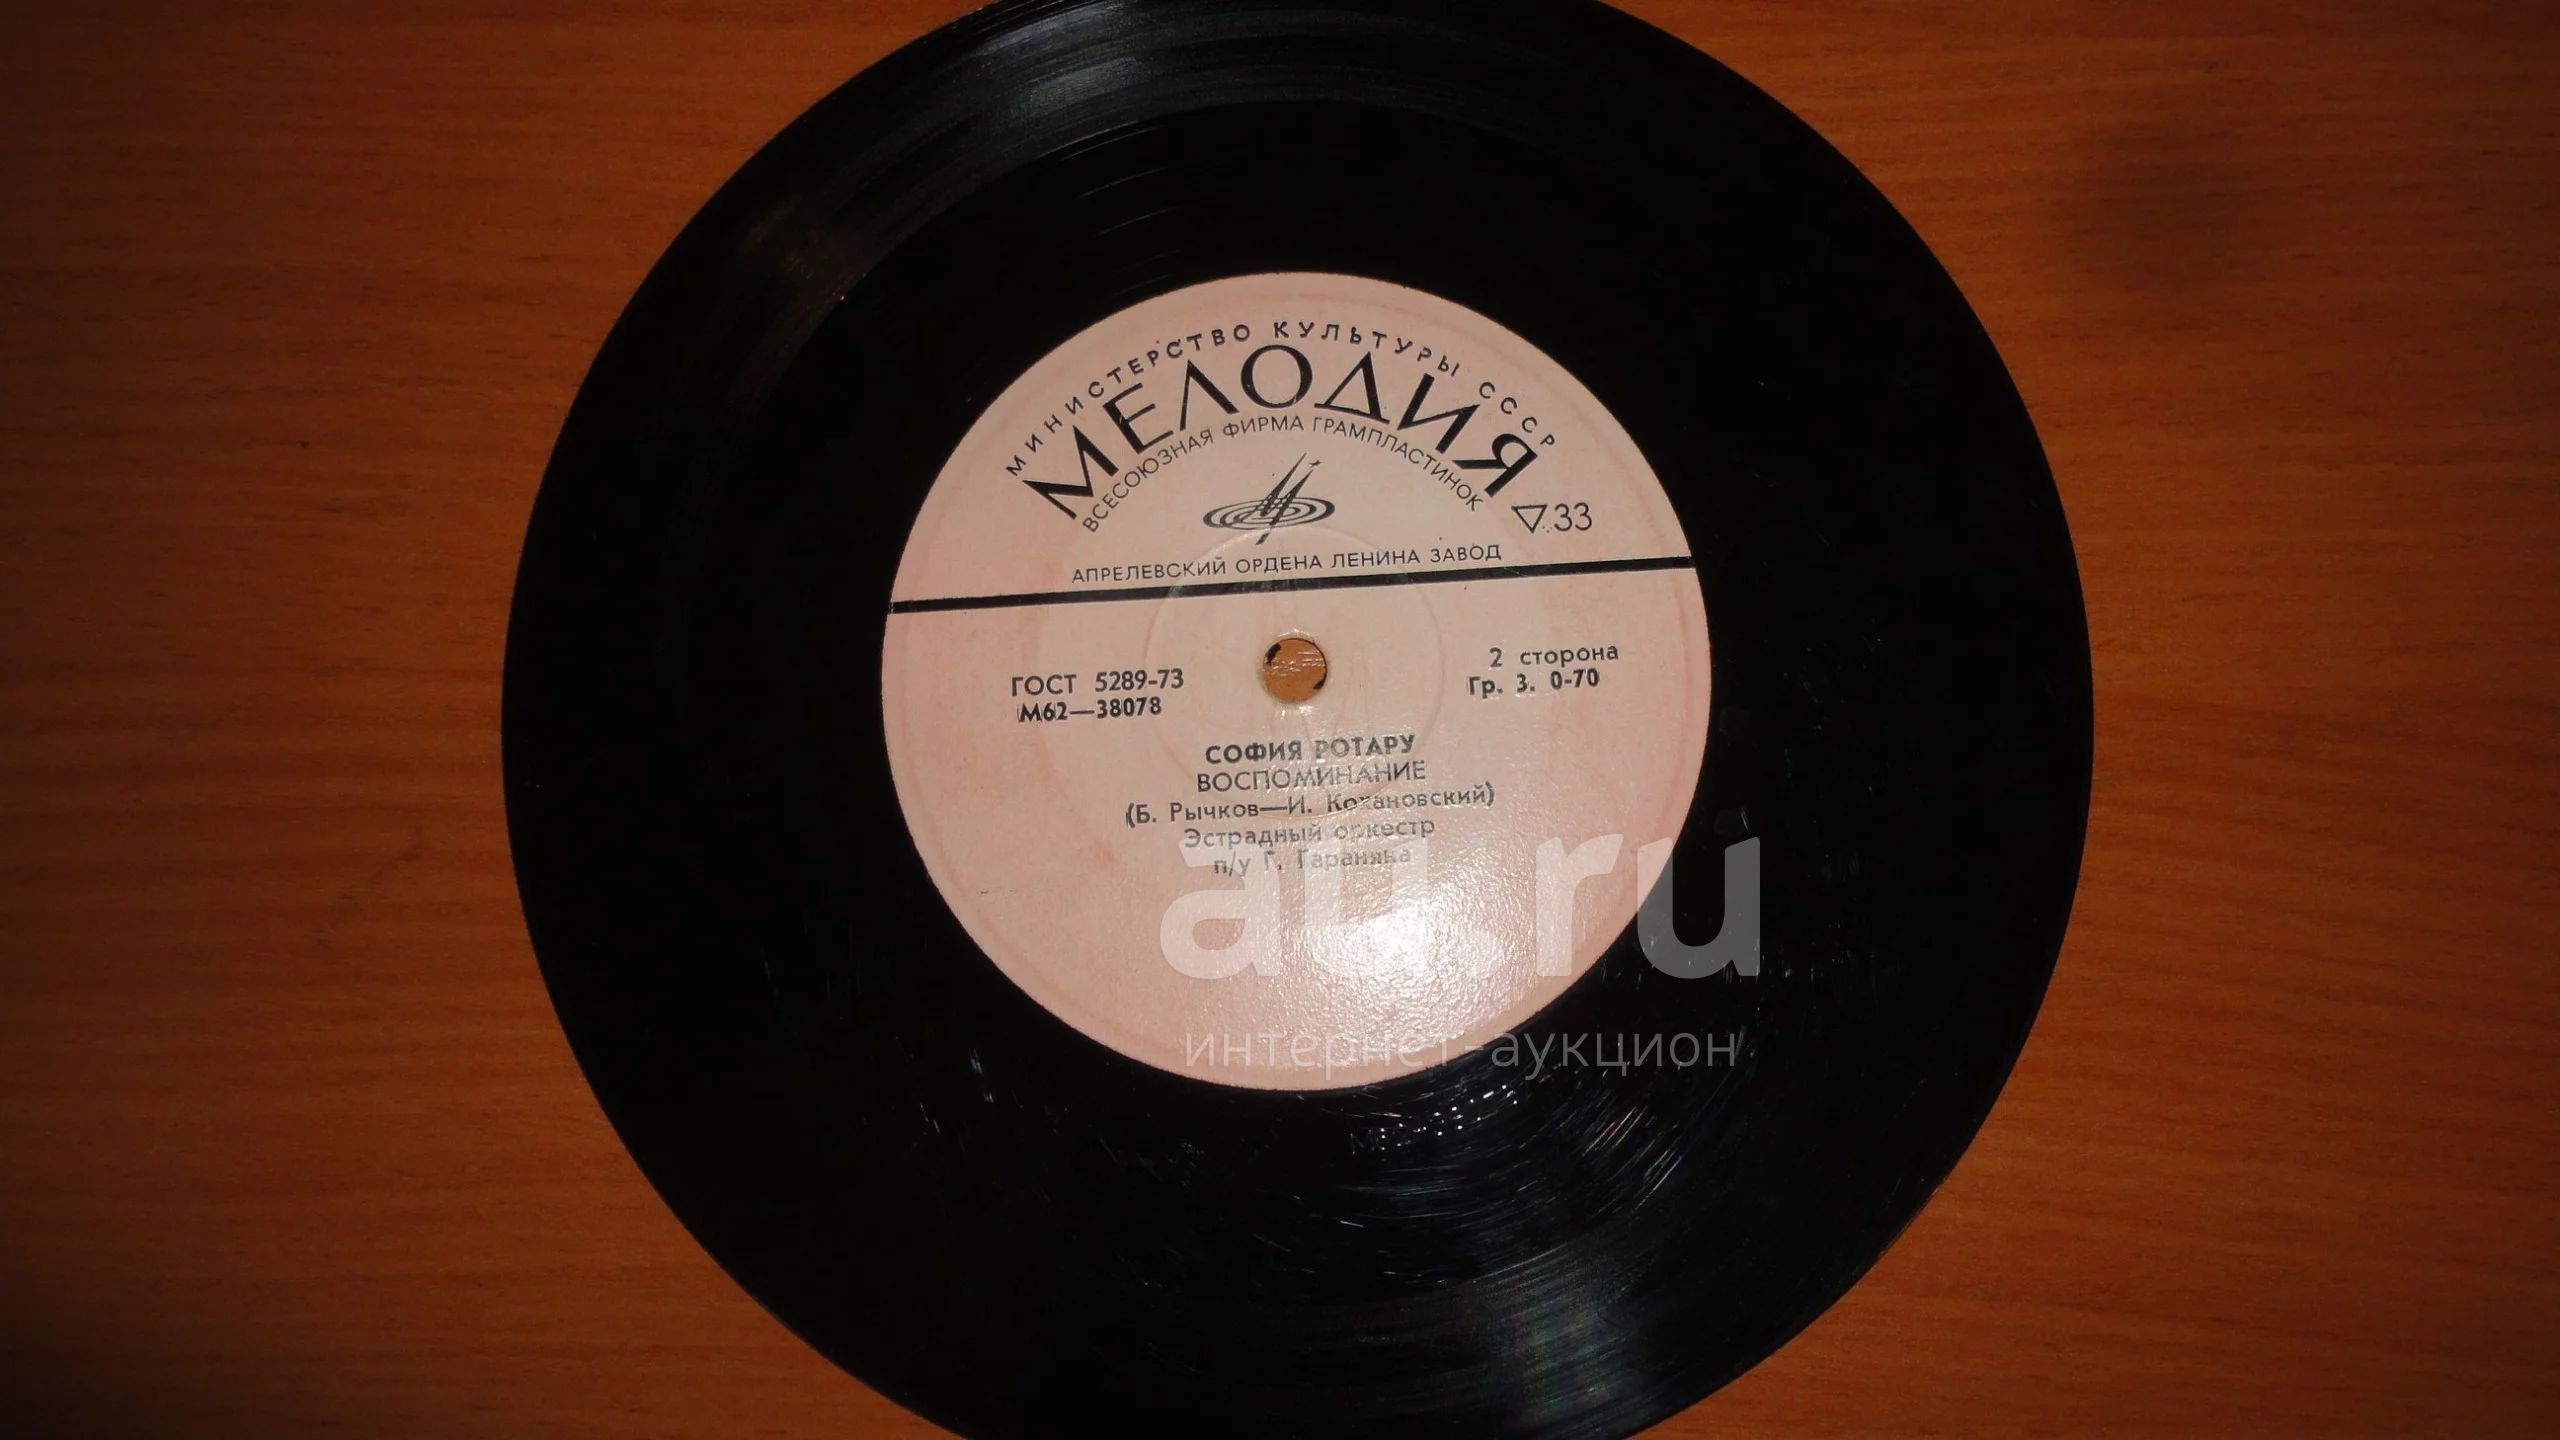 МИНИСТЕРСТВО КУЛЬТУРЫ СССР
МЕЛОДИЯ
ВСЕСОЮЗНАЯ ФИРМА ГРАМПЛАСТИНОК
▽33
АПРЕЛЕВСКИЙ ОРДЕНА ЛЕНИНА ЗАВОД
ГОСТ 5289-73
М62—38078
2 сторона
Гр. 3. 0-70
СОФИЯ РОТАРУ
ВОСПОМИНАНИЕ
(Б. Рычков—И. Кохановский)
Эстрадный оркестр
п/у Г. Гараняна
au.ru
интернет-аукцион